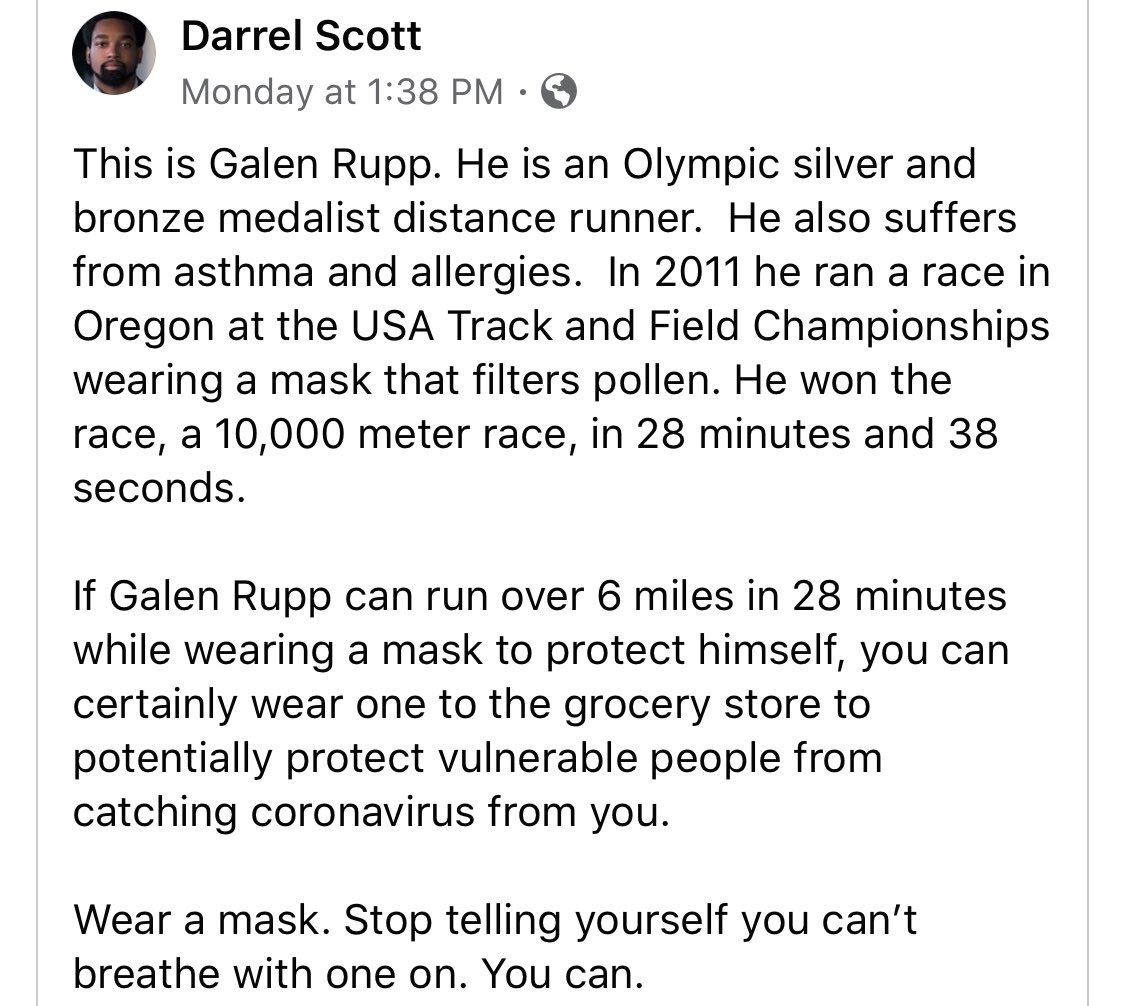 Darrel Scott
Monday at 1:38 PM ·
This is Galen Rupp. He is an Olympic silver and
bronze medalist distance runner.  He also suffers
from asthma and allergies.  In 2011 he ran a race in
Oregon at the USA Track and Field Championships
wearing a mask that filters pollen. He won the
race, a 10,000 meter race, in 28 minutes and 38
seconds.
If Galen Rupp can run over 6 miles in 28 minutes
while wearing a mask to protect himself, you can
certainly wear one to the grocery store to
potentially protect vulnerable people from
catching coronavirus from you.
Wear a mask. Stop telling yourself you can’t
breathe with one on. You can.